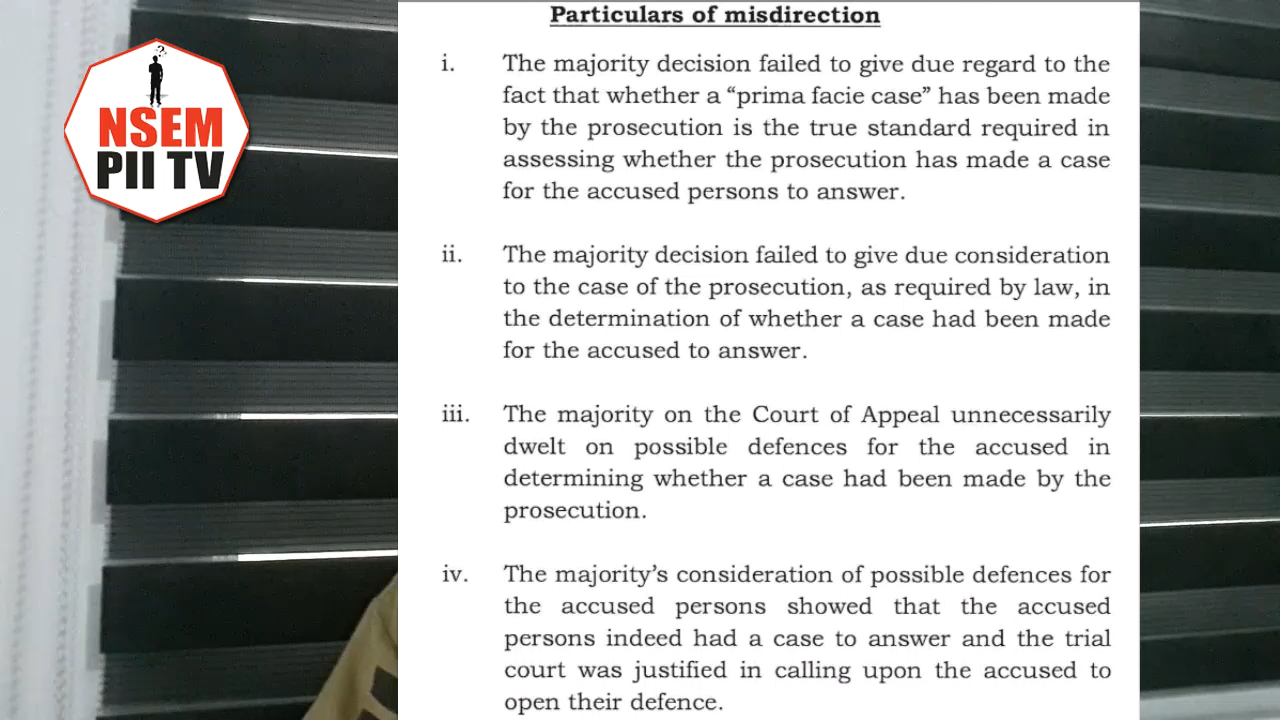 ?
?
NSEM
PII TV
Particulars of misdirection
i. The majority decision failed to give due regard to the
fact that whether a “prima facie case” has been made
by the prosecution is the true standard required in
assessing whether the prosecution has made a case
for the accused persons to answer.
ii. The majority decision failed to give due consideration
to the case of the prosecution, as required by law, in
the determination of whether a case had been made
for the accused to answer.
iii. The majority on the Court of Appeal unnecessarily
dwelt on possible defences for the accused in
determining whether a case had been made by the
prosecution.
iv. The majority’s consideration of possible defences for
the accused persons showed that the accused
persons indeed had a case to answer and the trial
court was justified in calling upon the accused to
open their defence.